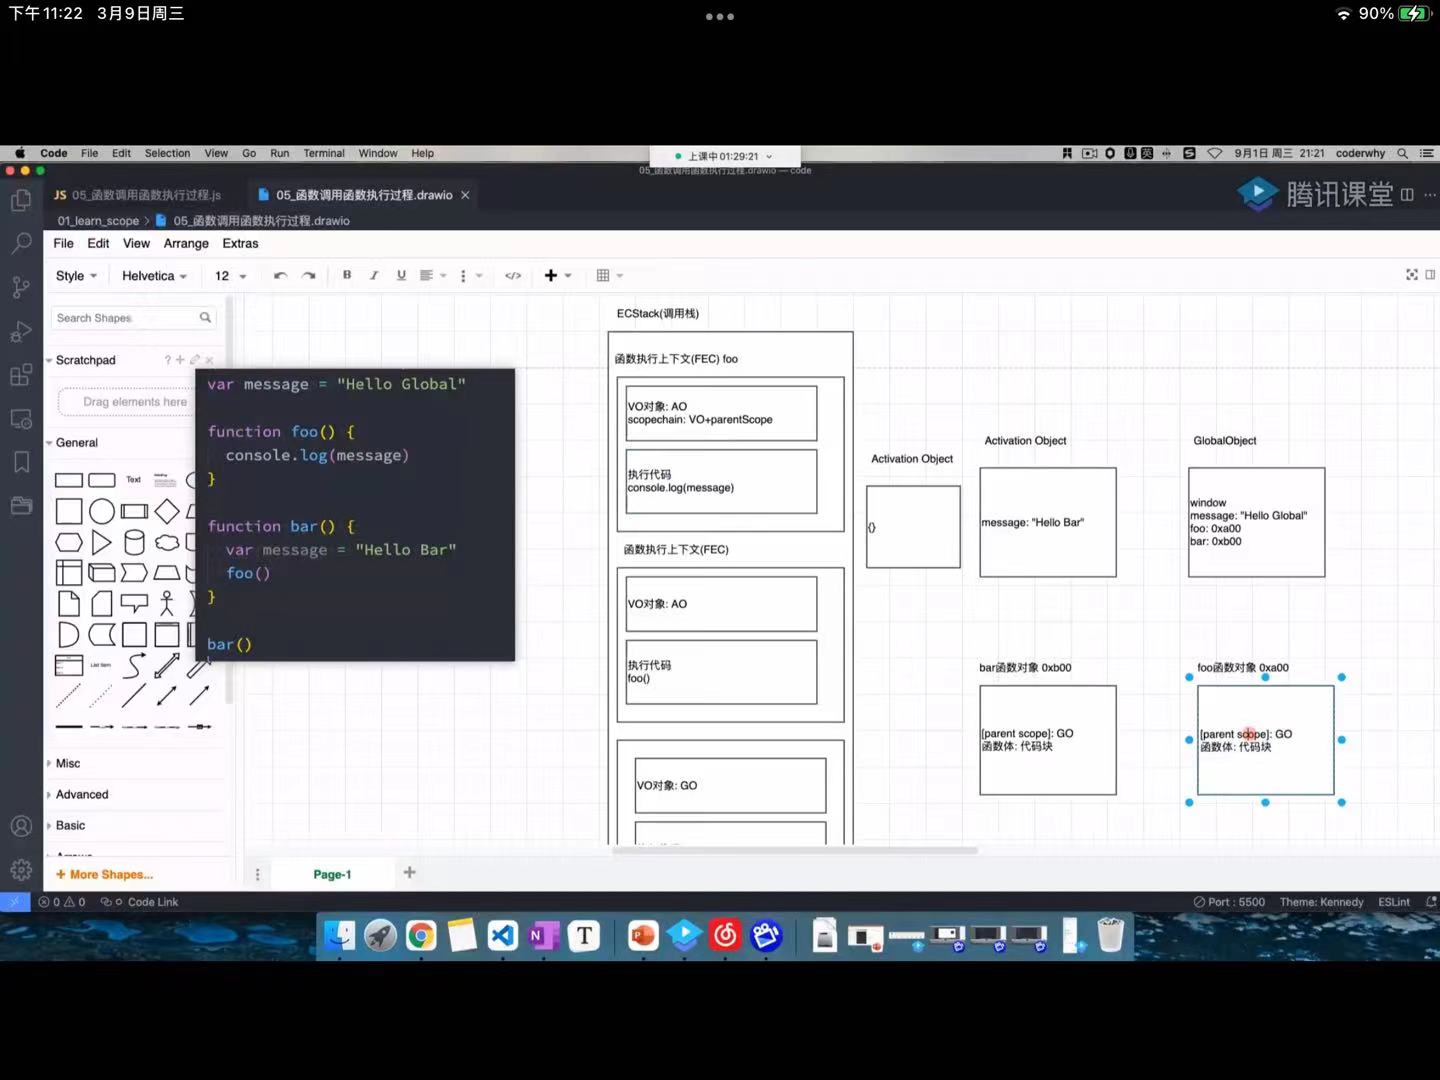 下午11:22 3月9日周三
90%
Code File Edit Selection View Go Run Terminal Window Help
上课中 01:29:21
9月1日 周三 21:21 coderwhy
05_函数调用函数执行过程.drawio — code
JS 05_函数调用函数执行过程.js
05_函数调用函数执行过程.drawio
腾讯课堂
01_learn_scope > 05_函数调用函数执行过程.drawio
File Edit View Arrange Extras
Style Helvetica 12 B I U
Search Shapes
Scratchpad
Drag elements here
General
Text
List Item
Misc
Advanced
Basic
+ More Shapes...
var message = "Hello Global"
function foo() {
console.log(message)
}
function bar() {
var message = "Hello Bar"
foo()
}
bar()
ECStack(调用栈)
函数执行上下文(FEC) foo
VO对象: AO
scopechain: VO+parentScope
执行代码
console.log(message)
函数执行上下文(FEC)
VO对象: AO
执行代码
foo()
VO对象: GO
Activation Object
{}
Activation Object
message: "Hello Bar"
GlobalObject
window
message: "Hello Global"
foo: 0xa00
bar: 0xb00
bar函数对象 0xb00
[parent scope]: GO
函数体: 代码块
foo函数对象 0xa00
[parent scope]: GO
函数体: 代码块
Page-1
0 0 Code Link
Port : 5500 Theme: Kennedy ESLint